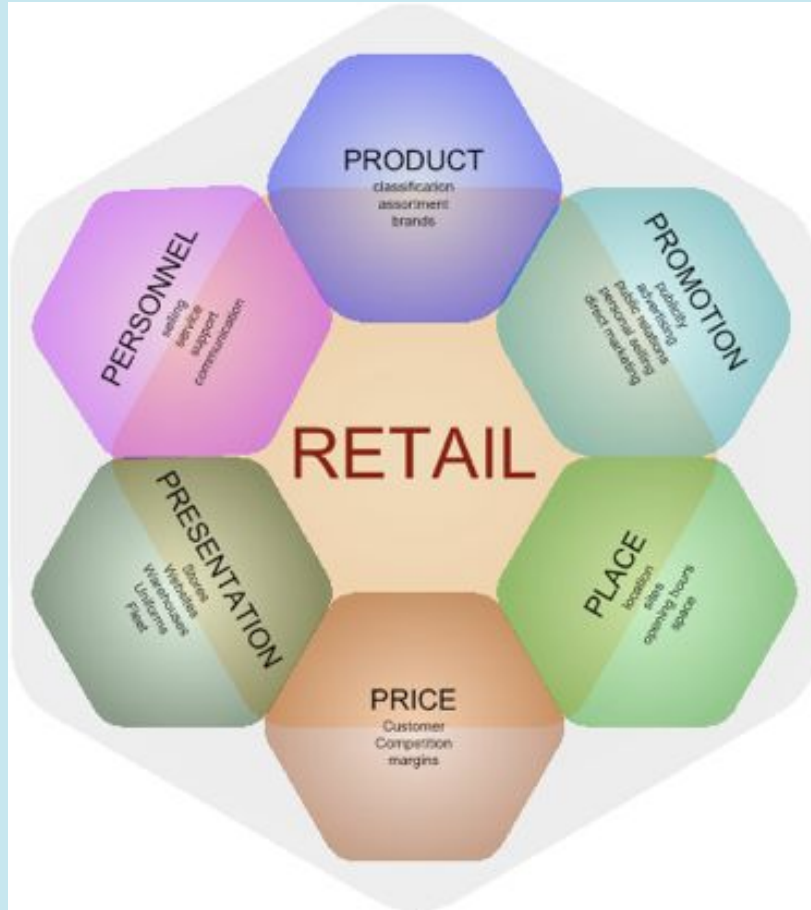 PRODUCT
classification
assortment
brands
PROMOTION
publicity
advertising
public relations
personal selling
direct marketing
PLACE
location
sites
opening hours
space
PRICE
Customer
Competition
margins
PRESENTATION
Stores
Websites
Warehouses
Uniforms
Fleet
PERSONNEL
selling
service
support
communication
RETAIL